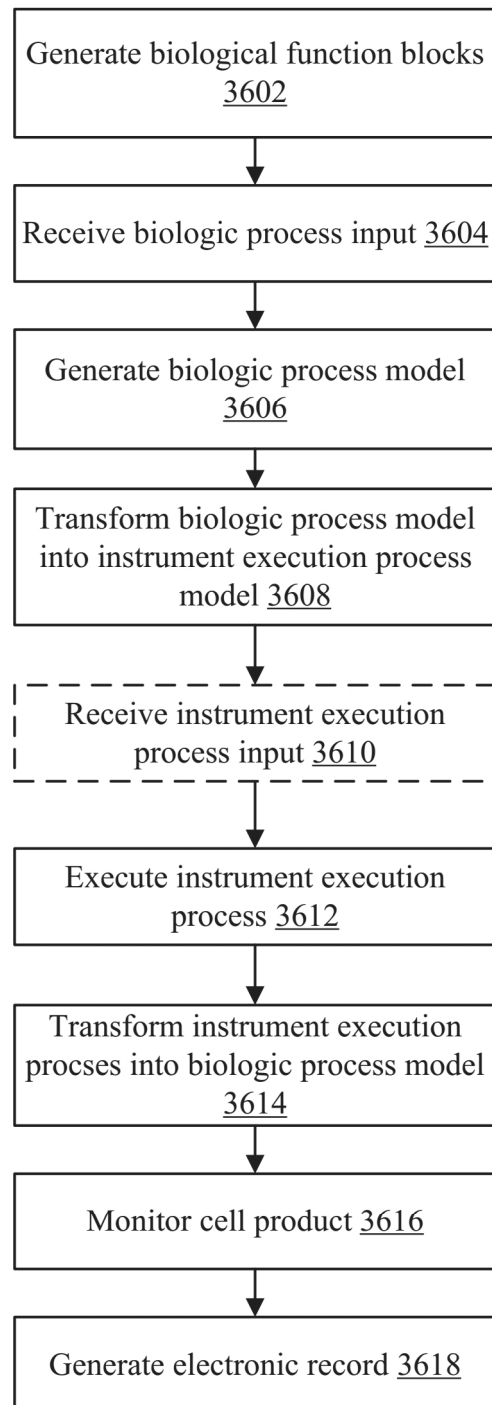 Generate biological function blocks
3602
Receive biologic process input 3604
Generate biologic process model
3606
Transform biologic process model
into instrument execution process
model 3608
Receive instrument execution
process input 3610
Execute instrument execution
process 3612
Transform instrument execution
procses into biologic process model
3614
Monitor cell product 3616
Generate electronic record 3618